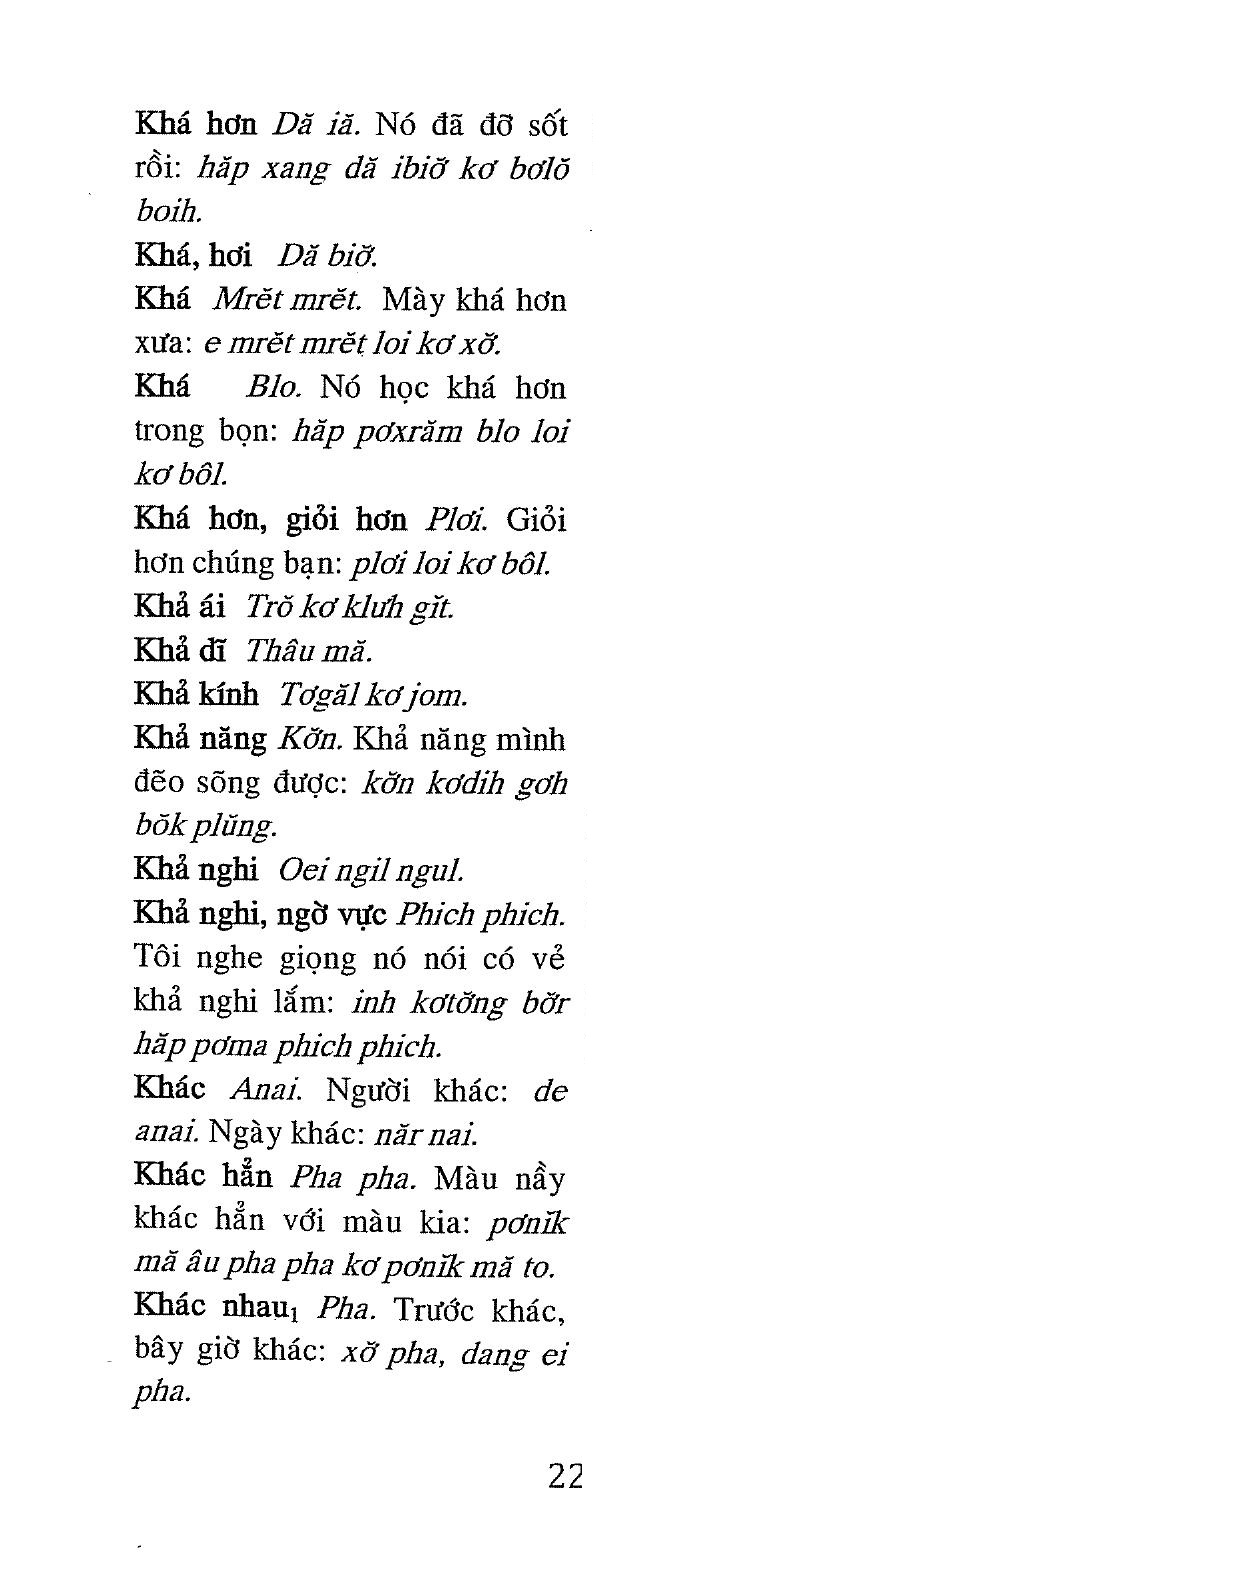 Khá hơn Dă iă. Nó đã đỡ sốt
rồi: hăp xang dă ibiơ̆ kơ bơlŏ
boih.
Khá, hơi Dă biơ̆.
Khá Mrĕt mrĕt. Mày khá hơn
xưa: e mrĕt mrĕt loi kơ xơ̆.
Khá Blo. Nó học khá hơn
trong bọn: hăp pơxrăm blo loi
kơ bôl.
Khá hơn, giỏi hơn Plơi. Giỏi
hơn chúng bạn: plơi loi kơ bôl.
Khả ái Trŏ kơ klưh gĭt.
Khả dĩ Thâu mă.
Khả kính Tơgăl kơ jom.
Khả năng Kơ̆n. Khả năng mình
đẽo sõng được: kơ̆n kơdih gơh
bŏk plŭng.
Khả nghi Oei ngil ngul.
Khả nghi, ngờ vực Phich phich.
Tôi nghe giọng nó nói có vẻ
khả nghi lắm: inh kơtơ̆ng bơ̆r
hăp pơma phich phich.
Khác Anai. Người khác: de
anai. Ngày khác: năr nai.
Khác hẳn Pha pha. Màu nầy
khác hẳn với màu kia: pơnĭk
mă âu pha pha kơ pơnĭk mă to.
Khác nhau₁ Pha. Trước khác,
bây giờ khác: xơ̆ pha, dang ei
pha.
22